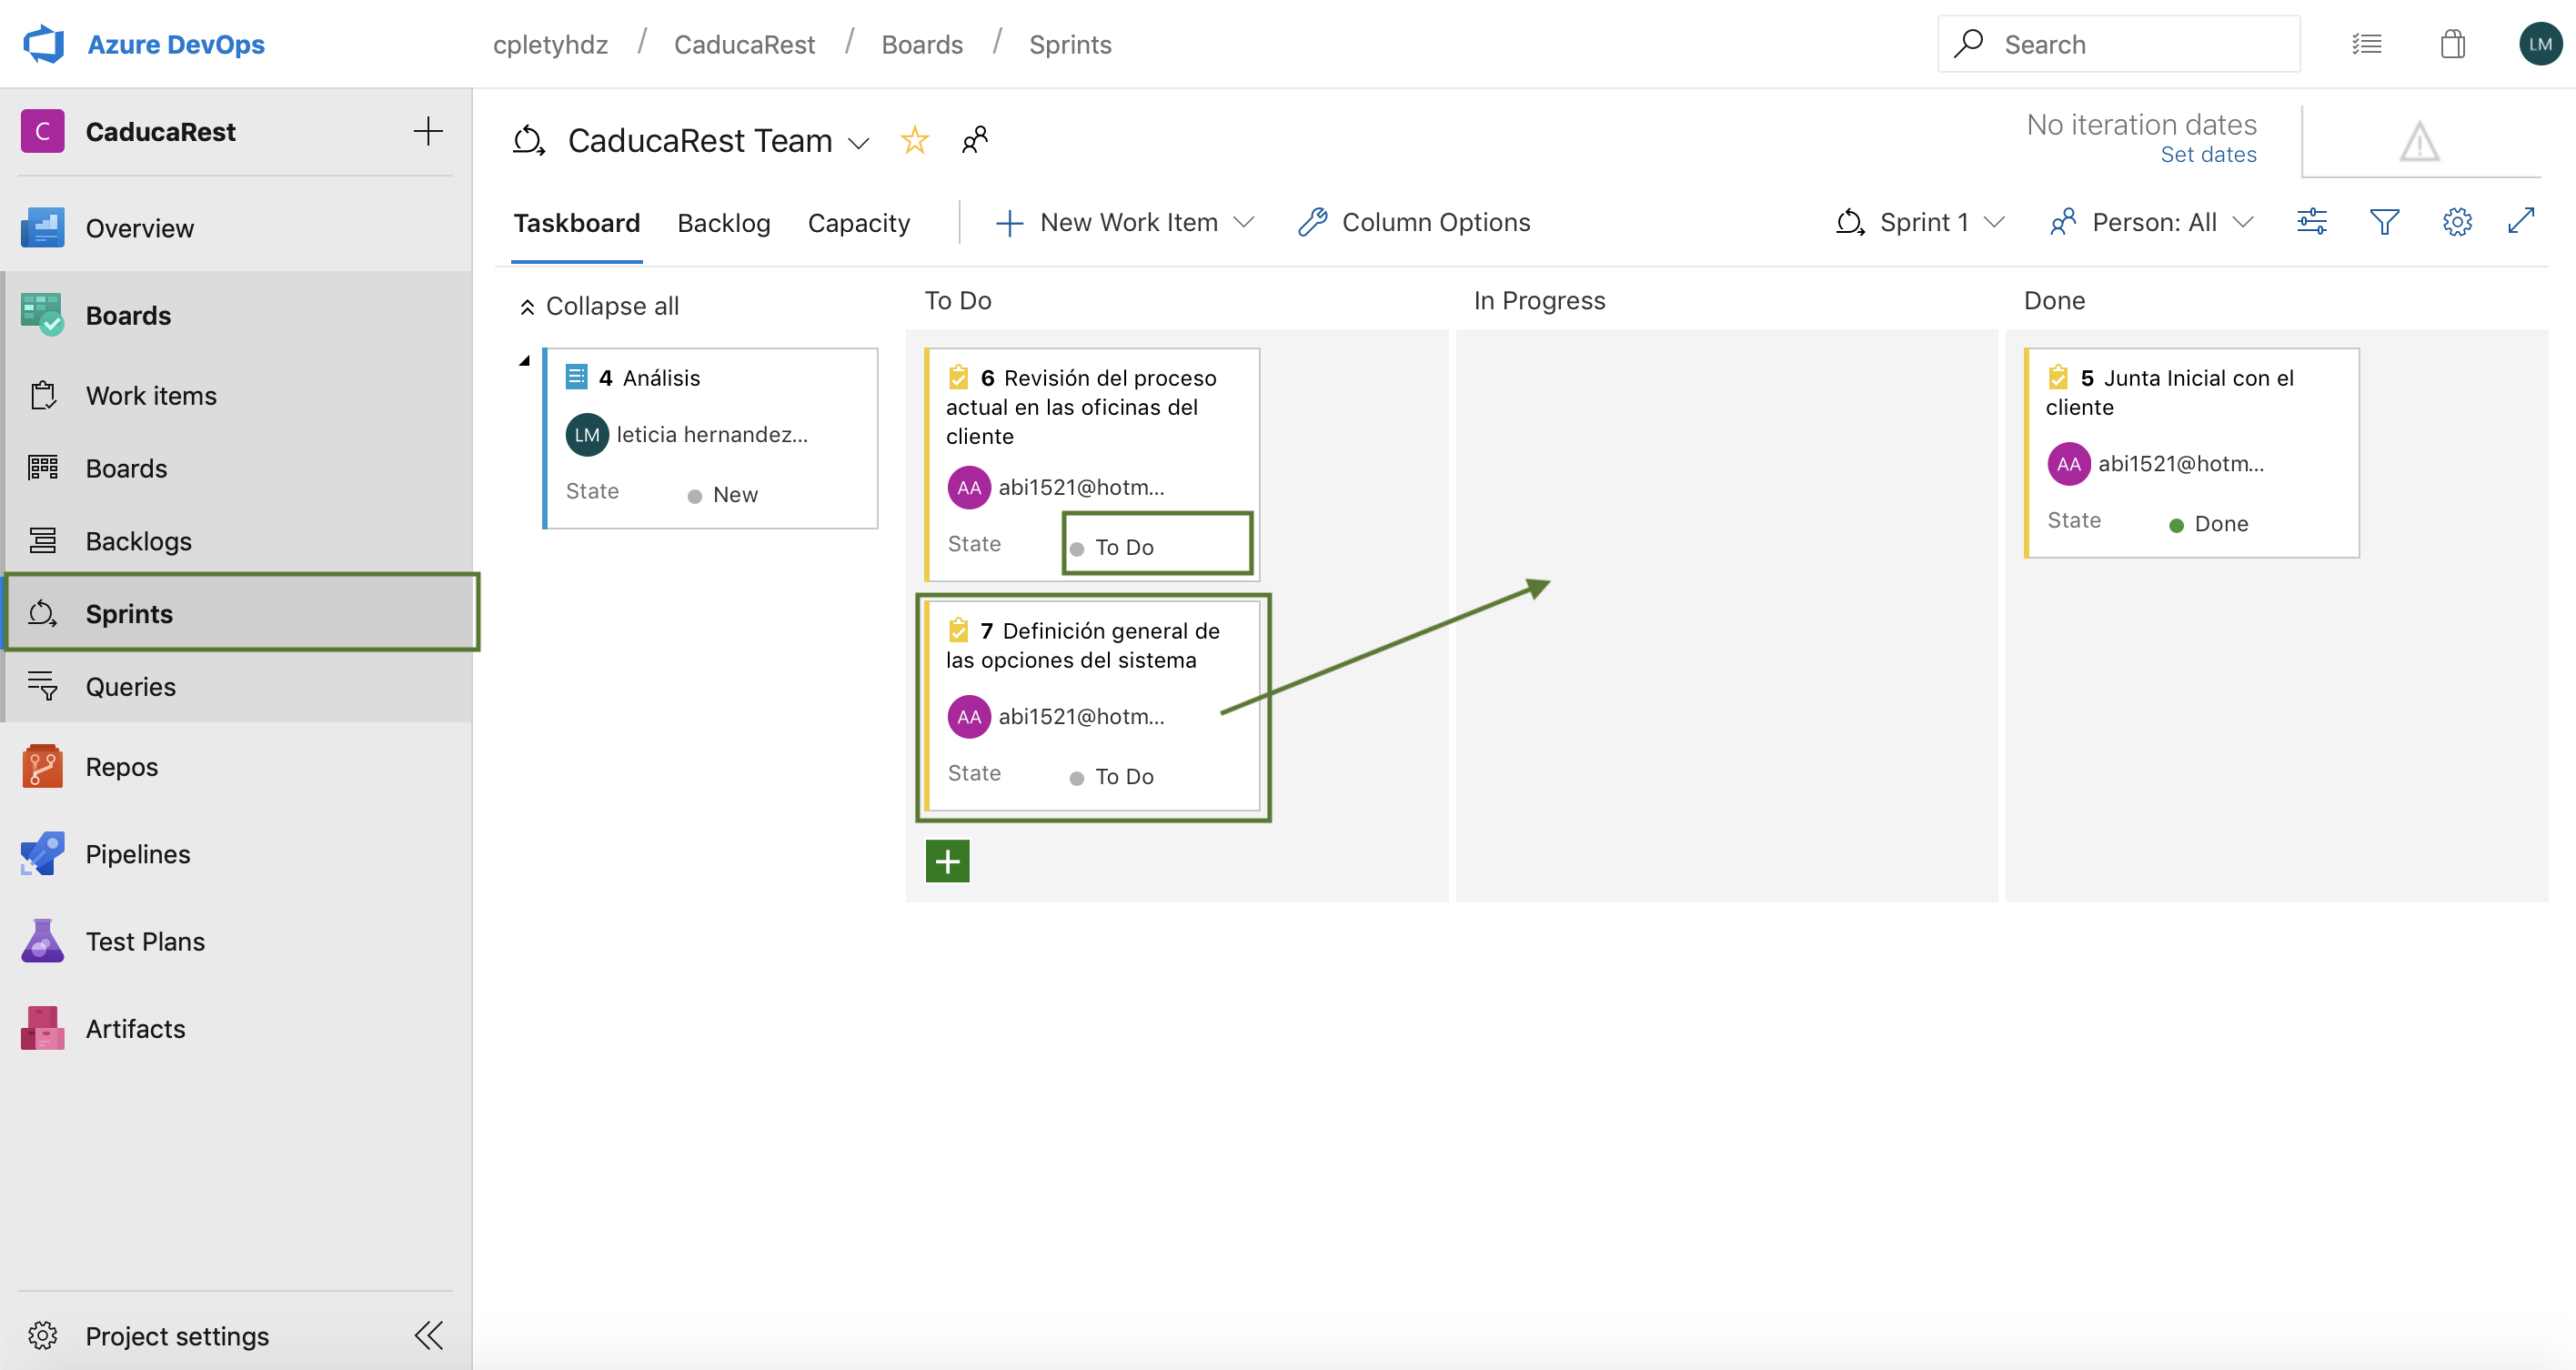 Azure DevOps
cpletyhdz / CaducaRest / Boards / Sprints
Search
LM
C CaducaRest
Overview
Boards
Work items
Boards
Backlogs
Sprints
Queries
Repos
Pipelines
Test Plans
Artifacts
Project settings
CaducaRest Team
No iteration dates
Set dates
Taskboard Backlog Capacity New Work Item Column Options Sprint 1 Person: All
Collapse all
To Do
In Progress
Done
4 Análisis
LM leticia hernandez...
State New
6 Revisión del proceso
actual en las oficinas del
cliente
AA abi1521@hotm...
State To Do
7 Definición general de
las opciones del sistema
AA abi1521@hotm...
State To Do
5 Junta Inicial con el
cliente
AA abi1521@hotm...
State Done